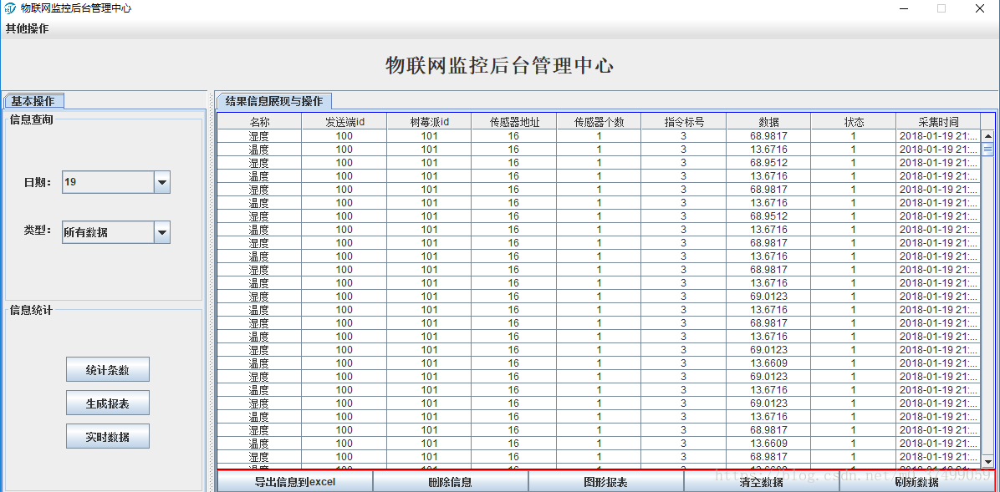 物联网监控后台管理中心
其他操作
物联网监控后台管理中心
基本操作
信息查询
日期： 19
类型： 所有数据
信息统计
统计条数
生成报表
实时数据
结果信息展现与操作
名称 发送端id 树莓派id 传感器地址 传感器个数 指令标号 数据 状态 采集时间
湿度 100 101 16 1 3 68.9817 1 2018-01-19 21:...
温度 100 101 16 1 3 13.6716 1 2018-01-19 21:...
湿度 100 101 16 1 3 68.9512 1 2018-01-19 21:...
温度 100 101 16 1 3 13.6716 1 2018-01-19 21:...
湿度 100 101 16 1 3 68.9817 1 2018-01-19 21:...
温度 100 101 16 1 3 13.6716 1 2018-01-19 21:...
湿度 100 101 16 1 3 68.9512 1 2018-01-19 21:...
温度 100 101 16 1 3 13.6716 1 2018-01-19 21:...
湿度 100 101 16 1 3 68.9817 1 2018-01-19 21:...
温度 100 101 16 1 3 13.6716 1 2018-01-19 21:...
湿度 100 101 16 1 3 68.9817 1 2018-01-19 21:...
温度 100 101 16 1 3 13.6716 1 2018-01-19 21:...
湿度 100 101 16 1 3 69.0123 1 2018-01-19 21:...
温度 100 101 16 1 3 13.6716 1 2018-01-19 21:...
湿度 100 101 16 1 3 68.9817 1 2018-01-19 21:...
温度 100 101 16 1 3 13.6716 1 2018-01-19 21:...
湿度 100 101 16 1 3 69.0123 1 2018-01-19 21:...
温度 100 101 16 1 3 13.6609 1 2018-01-19 21:...
湿度 100 101 16 1 3 69.0123 1 2018-01-19 21:...
温度 100 101 16 1 3 13.6716 1 2018-01-19 21:...
湿度 100 101 16 1 3 69.0123 1 2018-01-19 21:...
温度 100 101 16 1 3 13.6716 1 2018-01-19 21:...
湿度 100 101 16 1 3 68.9817 1 2018-01-19 21:...
温度 100 101 16 1 3 13.6609 1 2018-01-19 21:...
湿度 100 101 16 1 3 68.9817 1 2018-01-19 21:...
导出信息到excel 删除信息 图形报表 清空数据 刷新数据